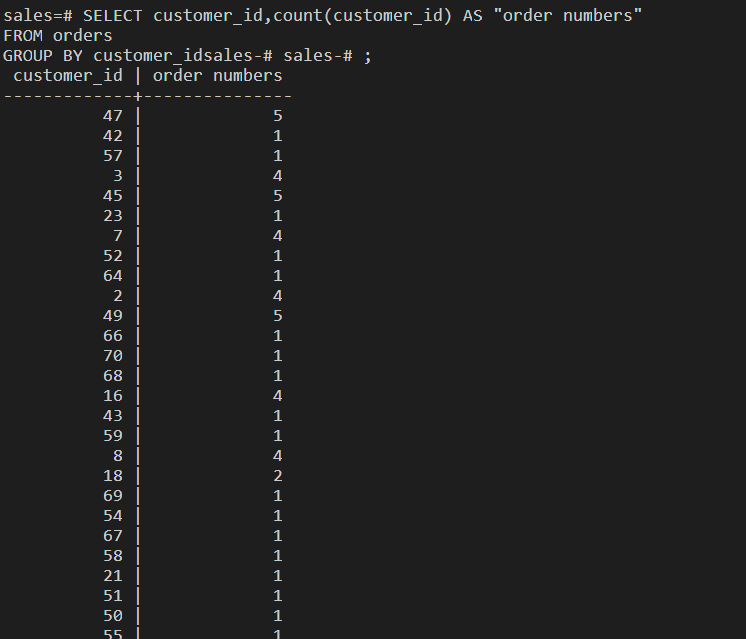 sales=# SELECT customer_id,count(customer_id) AS "order numbers"
FROM orders
GROUP BY customer_idsales-# sales-# ;
 customer_id | order numbers
-------------+---------------
          47 |             5
          42 |             1
          57 |             1
           3 |             4
          45 |             5
          23 |             1
           7 |             4
          52 |             1
          64 |             1
           2 |             4
          49 |             5
          66 |             1
          70 |             1
          68 |             1
          16 |             4
          43 |             1
          59 |             1
           8 |             4
          18 |             2
          69 |             1
          54 |             1
          67 |             1
          58 |             1
          21 |             1
          51 |             1
          50 |             1
          55 |             1